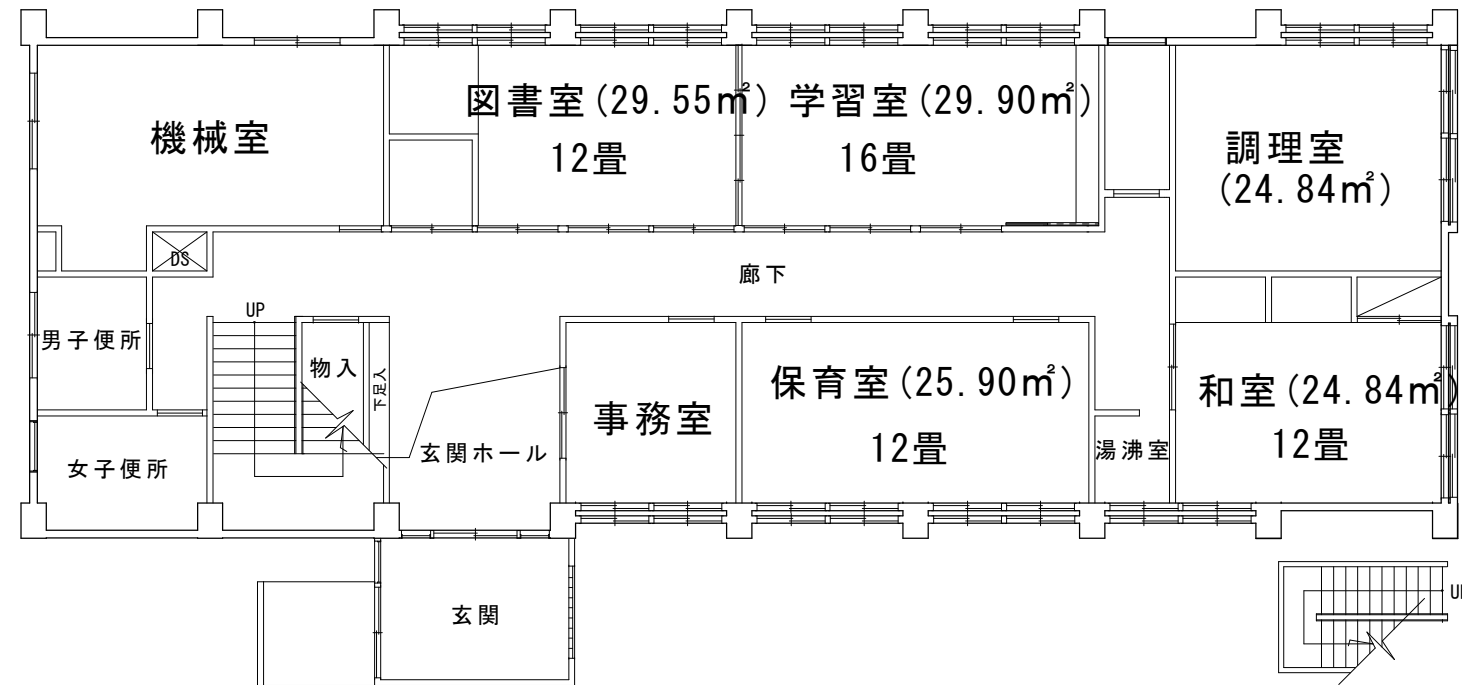 機械室
図書室(29.55㎡)
12畳
学習室(29.90㎡)
16畳
調理室
(24.84㎡)
DS
廊下
男子便所
UP
物入
下足入
女子便所
玄関ホール
事務室
保育室(25.90㎡)
12畳
湯沸室
和室(24.84㎡)
12畳
玄関